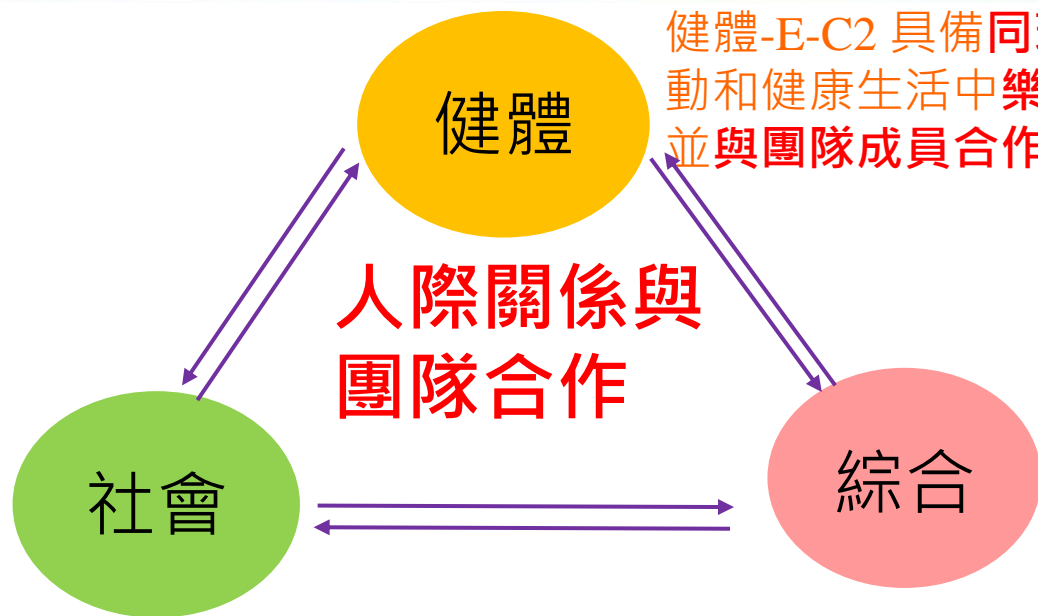 健體
健體-E-C2 具備同
動和健康生活中樂
並與團隊成員合作
人際關係與
團隊合作
社會
綜合